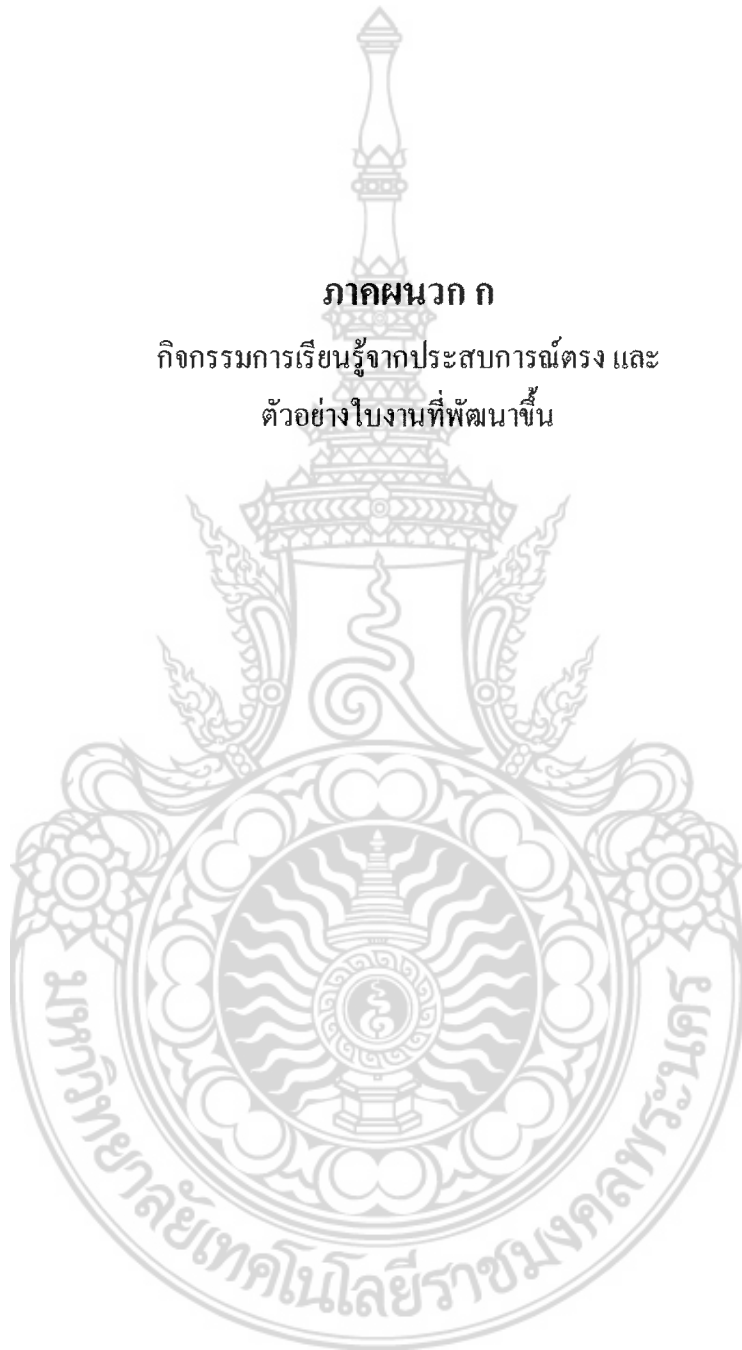 ภาคผนวก ก
กิจกรรมการเรียนรู้จากประสบการณ์ตรง และ
ตัวอย่างใบงานที่พัฒนาขึ้น
มหาวิทยาลัยเทคโนโลยีราชมงคลพระนคร